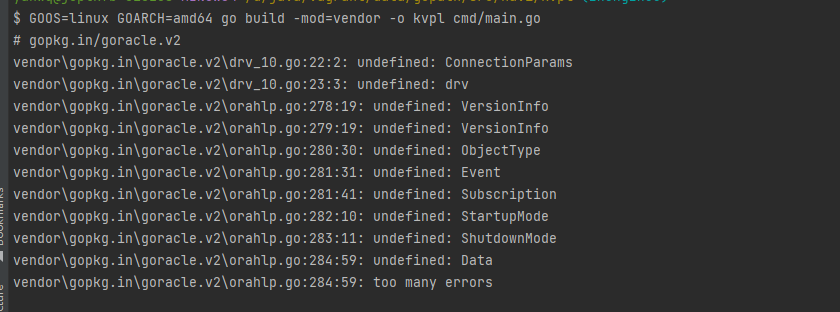 $ GOOS=linux GOARCH=amd64 go build -mod=vendor -o kvpl cmd/main.go
# gopkg.in/goracle.v2
vendor\gopkg.in\goracle.v2\drv_10.go:22:2: undefined: ConnectionParams
vendor\gopkg.in\goracle.v2\drv_10.go:23:3: undefined: drv
vendor\gopkg.in\goracle.v2\orahlp.go:278:19: undefined: VersionInfo
vendor\gopkg.in\goracle.v2\orahlp.go:279:19: undefined: VersionInfo
vendor\gopkg.in\goracle.v2\orahlp.go:280:30: undefined: ObjectType
vendor\gopkg.in\goracle.v2\orahlp.go:281:31: undefined: Event
vendor\gopkg.in\goracle.v2\orahlp.go:281:41: undefined: Subscription
vendor\gopkg.in\goracle.v2\orahlp.go:282:10: undefined: StartupMode
vendor\gopkg.in\goracle.v2\orahlp.go:283:11: undefined: ShutdownMode
vendor\gopkg.in\goracle.v2\orahlp.go:284:59: undefined: Data
vendor\gopkg.in\goracle.v2\orahlp.go:284:59: too many errors